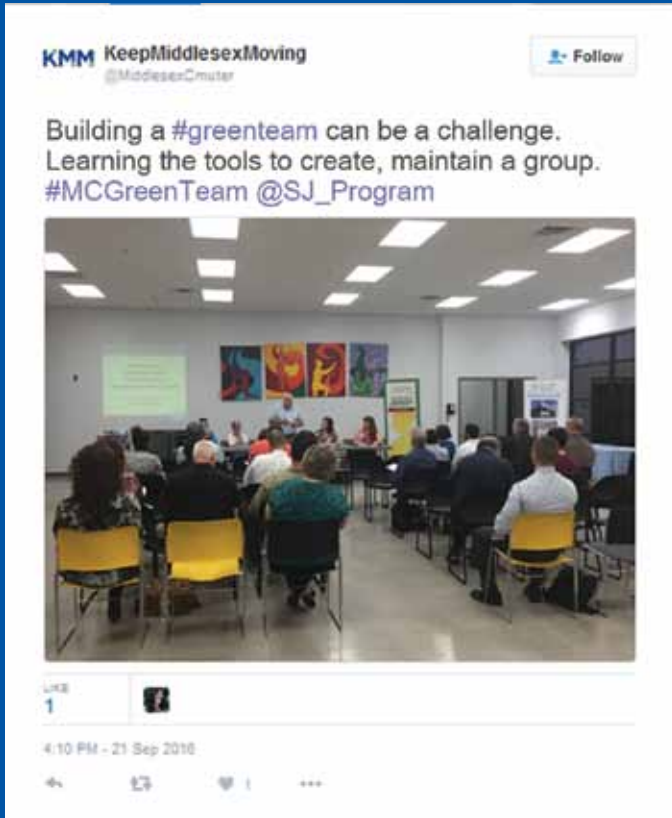 KMM KeepMiddlesexMoving
@MiddlesexCmuter
Follow
Building a #greenteam can be a challenge.
Learning the tools to create, maintain a group.
#MCGreenTeam @SJ_Program
LIKE
1
4:10 PM - 21 Sep 2016
1